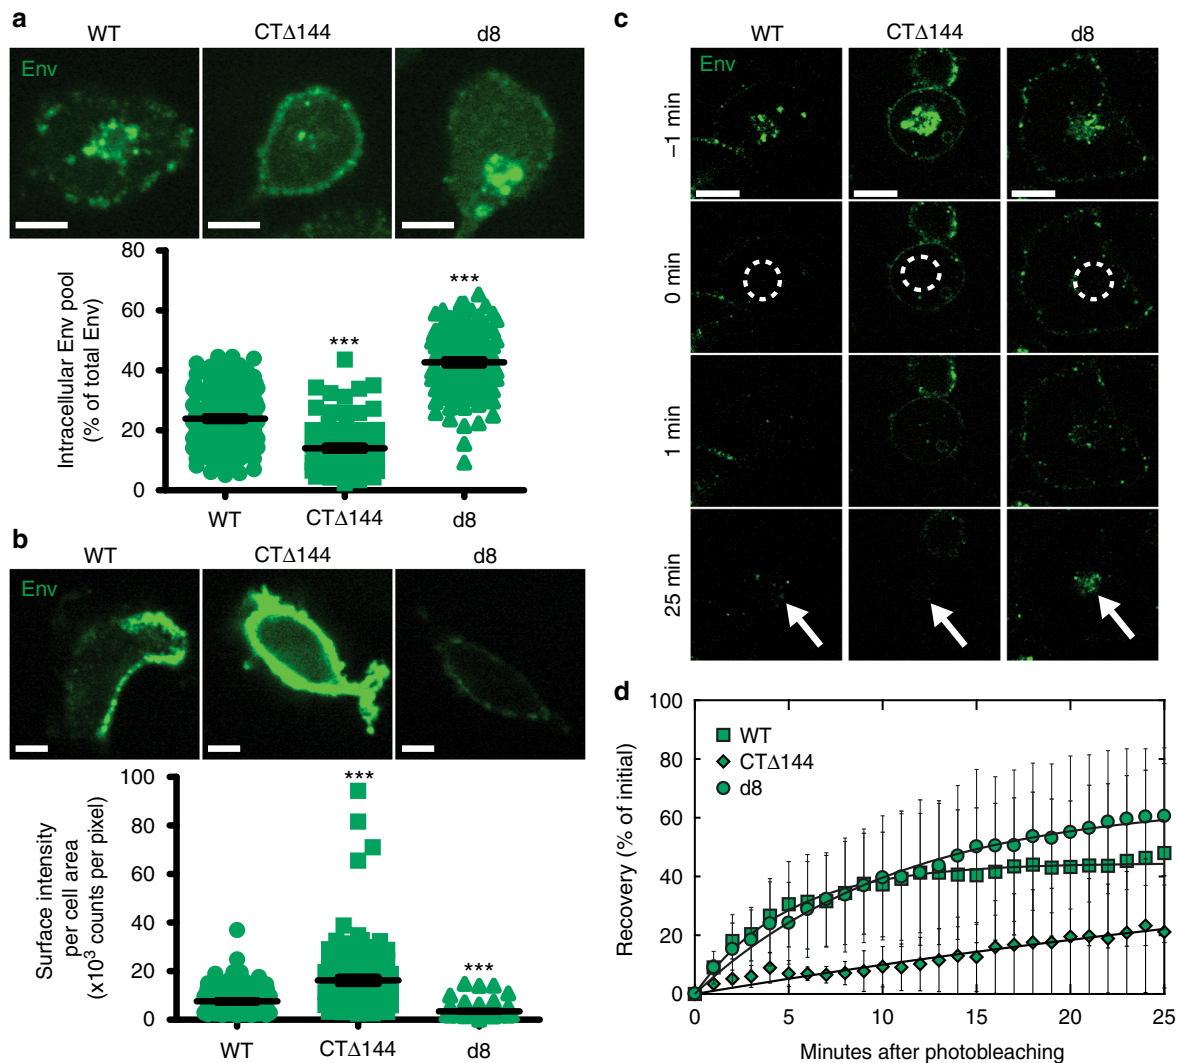 a
WT CTΔ144 d8
Env
80
60
40
20
0
Intracellular Env pool
(% of total Env)
***
***
WT CTΔ144 d8
b
WT CTΔ144 d8
Env
100
80
60
40
20
0
Surface intensity
per cell area
(x10³ counts per pixel)
***
***
WT CTΔ144 d8
c
WT CTΔ144 d8
Env
–1 min
0 min
1 min
25 min
d
100
80
60
40
20
0
Recovery (% of initial)
WT
CTΔ144
d8
0 5 10 15 20 25
Minutes after photobleaching